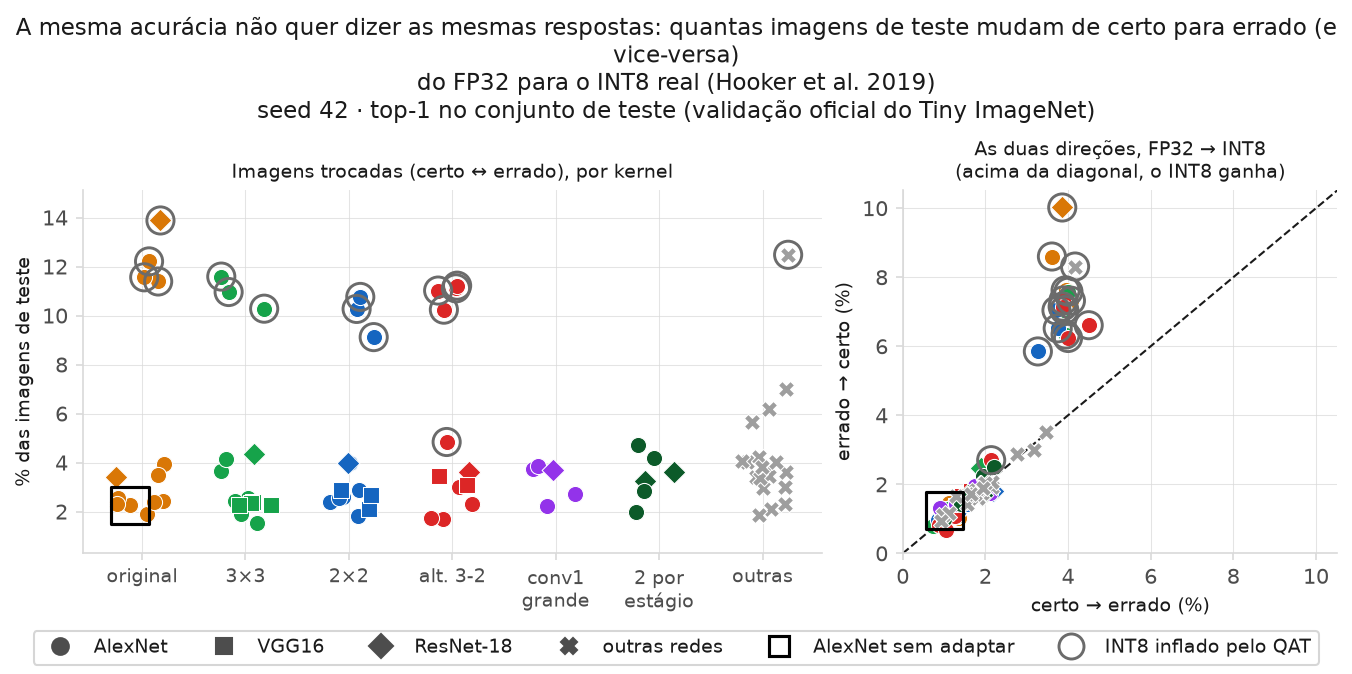 A mesma acurácia não quer dizer as mesmas respostas: quantas imagens de teste mudam de certo para errado (e
vice-versa)
do FP32 para o INT8 real (Hooker et al. 2019)
seed 42 · top-1 no conjunto de teste (validação oficial do Tiny ImageNet)
Imagens trocadas (certo ↔ errado), por kernel
% das imagens de teste
14
12
10
8
6
4
2
original
3×3
2×2
alt. 3-2
conv1
grande
2 por
estágio
outras
As duas direções, FP32 → INT8
(acima da diagonal, o INT8 ganha)
errado → certo (%)
10
8
6
4
2
0
0
2
4
6
8
10
certo → errado (%)
AlexNet
VGG16
ResNet-18
outras redes
AlexNet sem adaptar
INT8 inflado pelo QAT